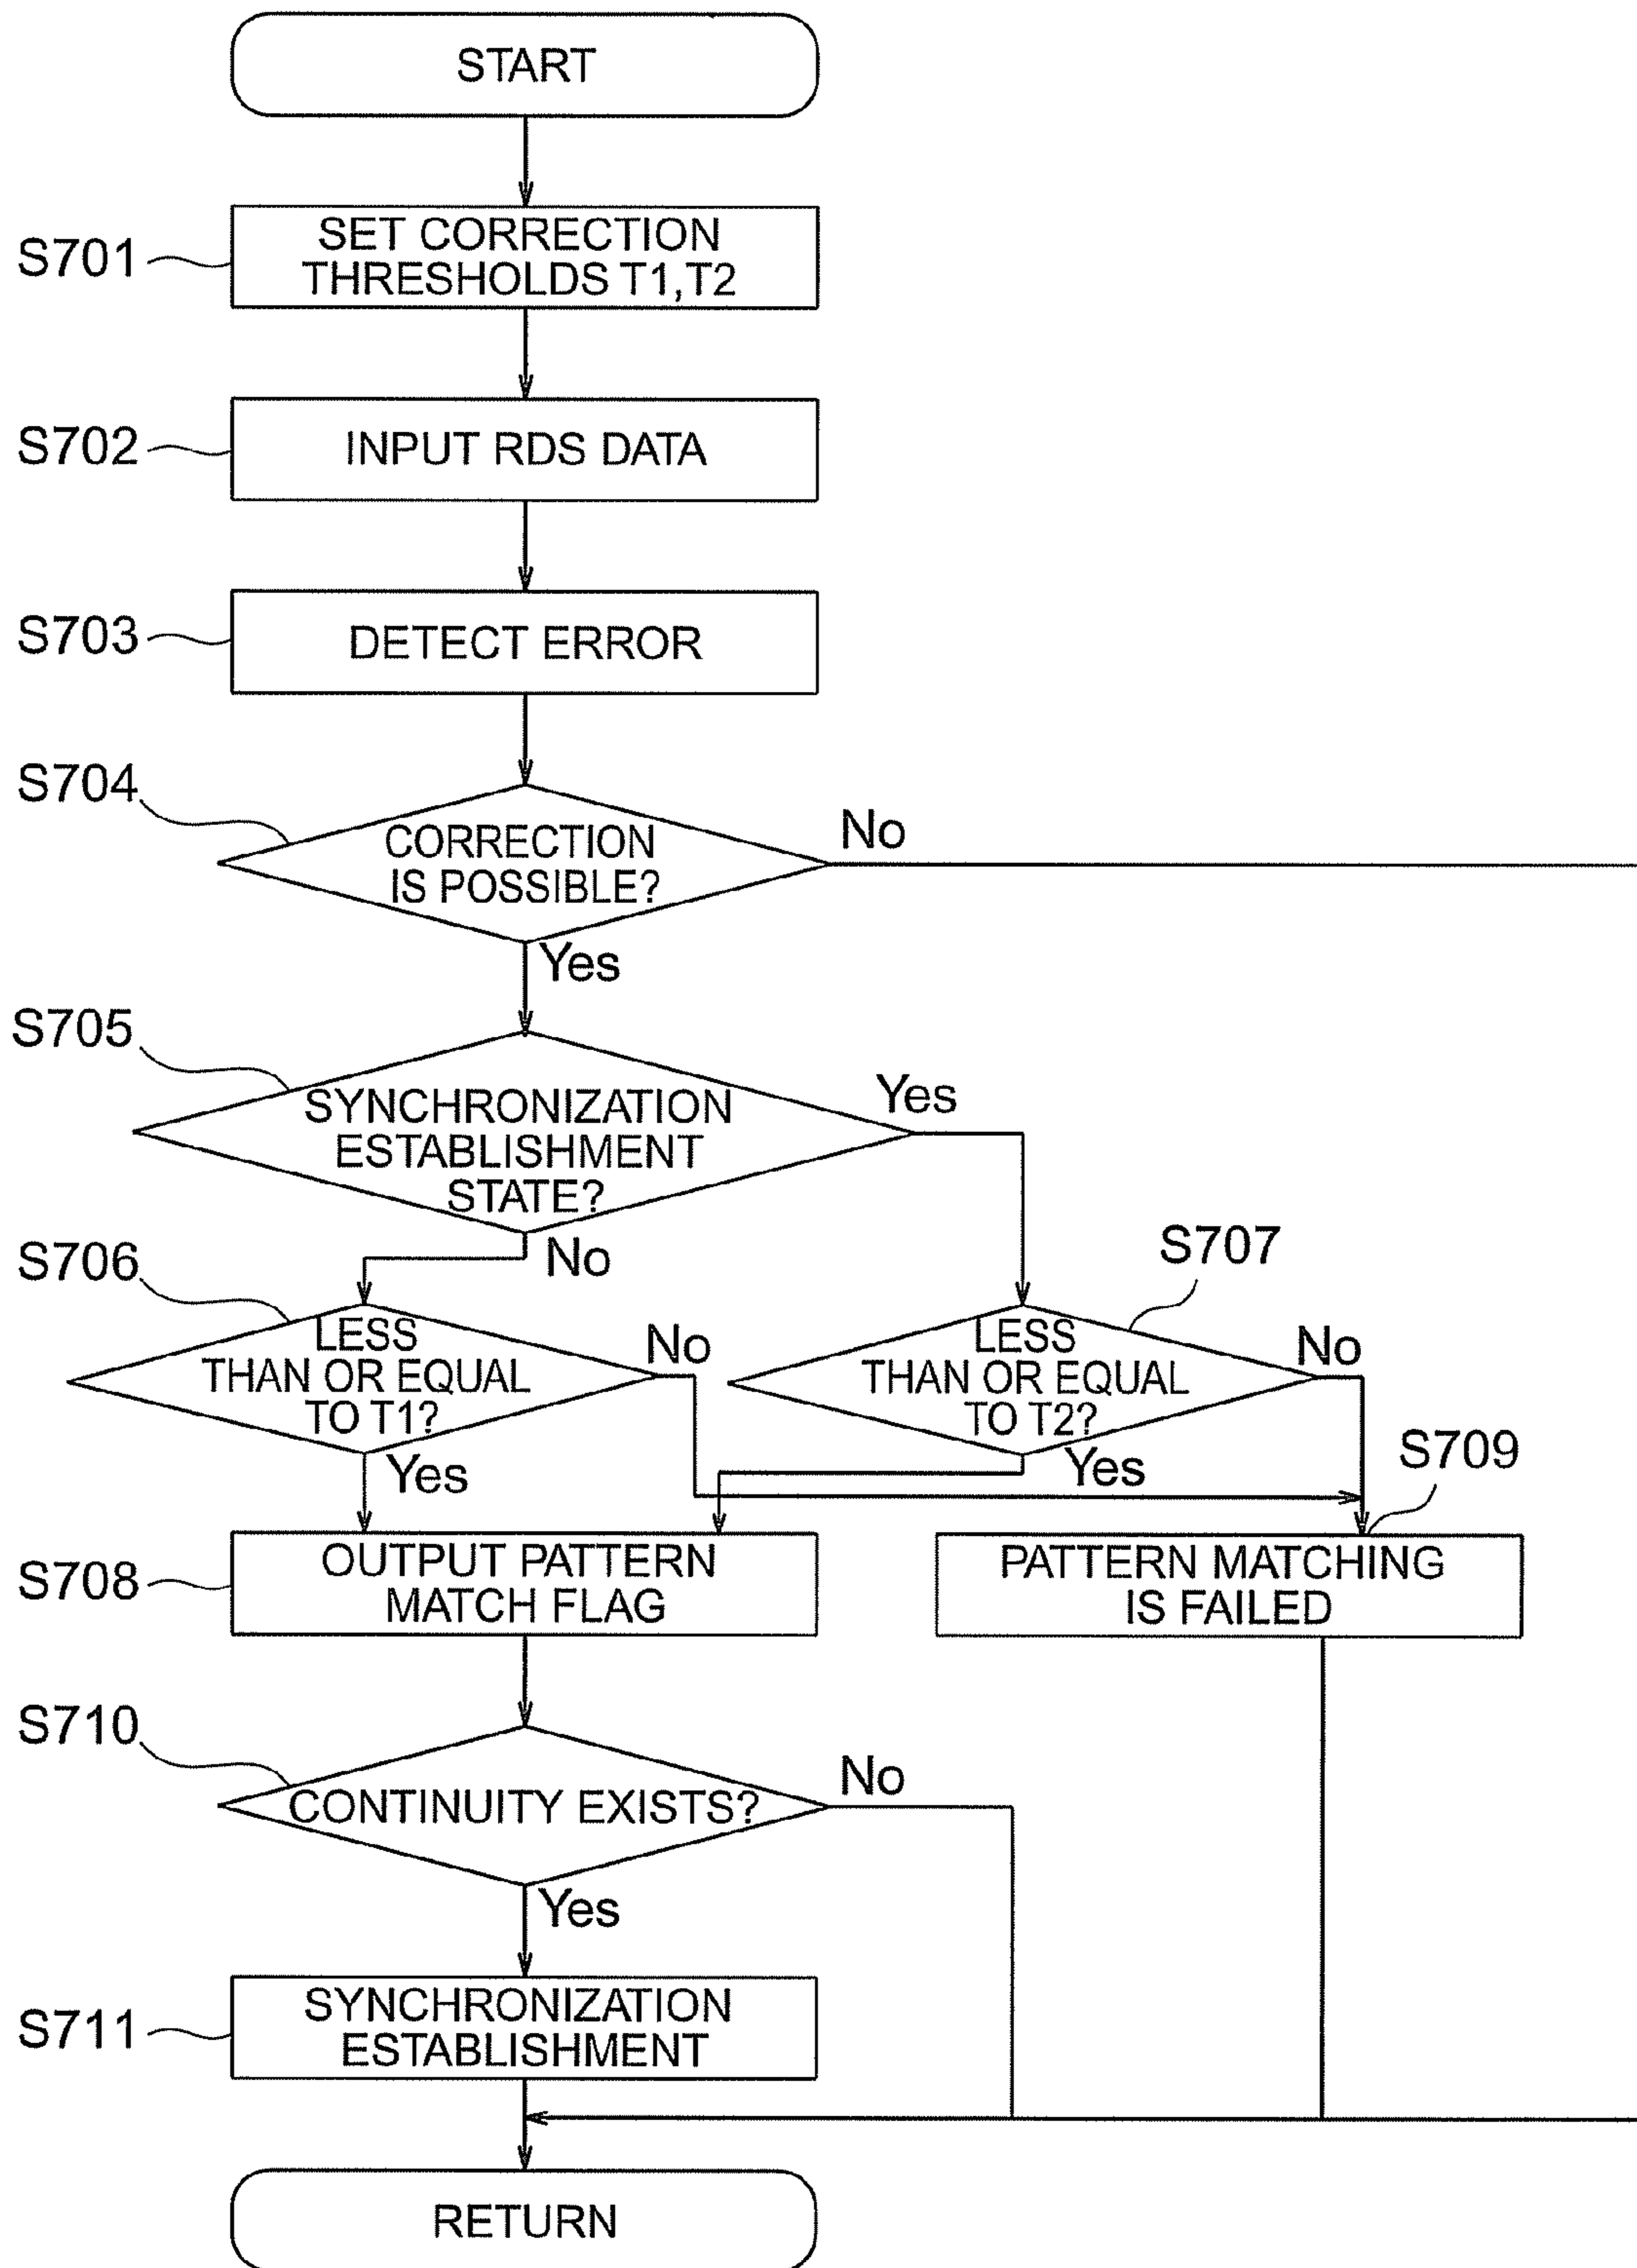 START
S701
SET CORRECTION
THRESHOLDS T1,T2
S702
INPUT RDS DATA
S703
DETECT ERROR
S704
CORRECTION
IS POSSIBLE?
No
Yes
S705
SYNCHRONIZATION
ESTABLISHMENT
STATE?
Yes
No
S706
LESS
THAN OR EQUAL
TO T1?
No
Yes
S707
LESS
THAN OR EQUAL
TO T2?
No
Yes
S708
OUTPUT PATTERN
MATCH FLAG
S709
PATTERN MATCHING
IS FAILED
S710
CONTINUITY EXISTS?
No
Yes
S711
SYNCHRONIZATION
ESTABLISHMENT
RETURN